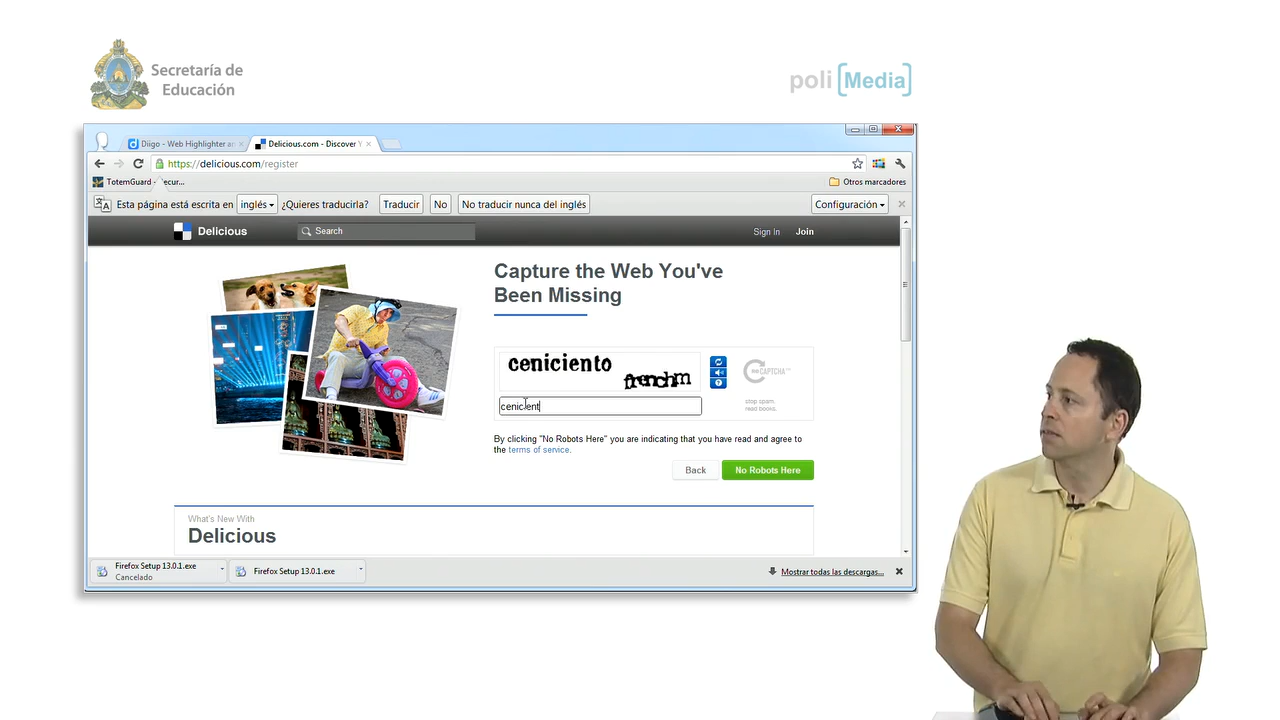 Secretaría de
Educación
poli [Media]
Diigo - Web Highlighter an
Delicious.com - Discover Y
https://delicious.com/register
TotemGuard
ecur...
Otros marcadores
Esta página está escrita en inglés ¿Quieres traducirla? Traducir No No traducir nunca del inglés Configuración
Delicious Search Sign In Join
Capture the Web You've
Been Missing
ceniciento
frenchm
cenicient
CAPTCHA
stop spam.
read books.
By clicking "No Robots Here" you are indicating that you have read and agree to
the terms of service.
Back No Robots Here
What's New With
Delicious
Firefox Setup 13.0.1.exe
Cancelado
Firefox Setup 13.0.1.exe
Mostrar todas las descargas...